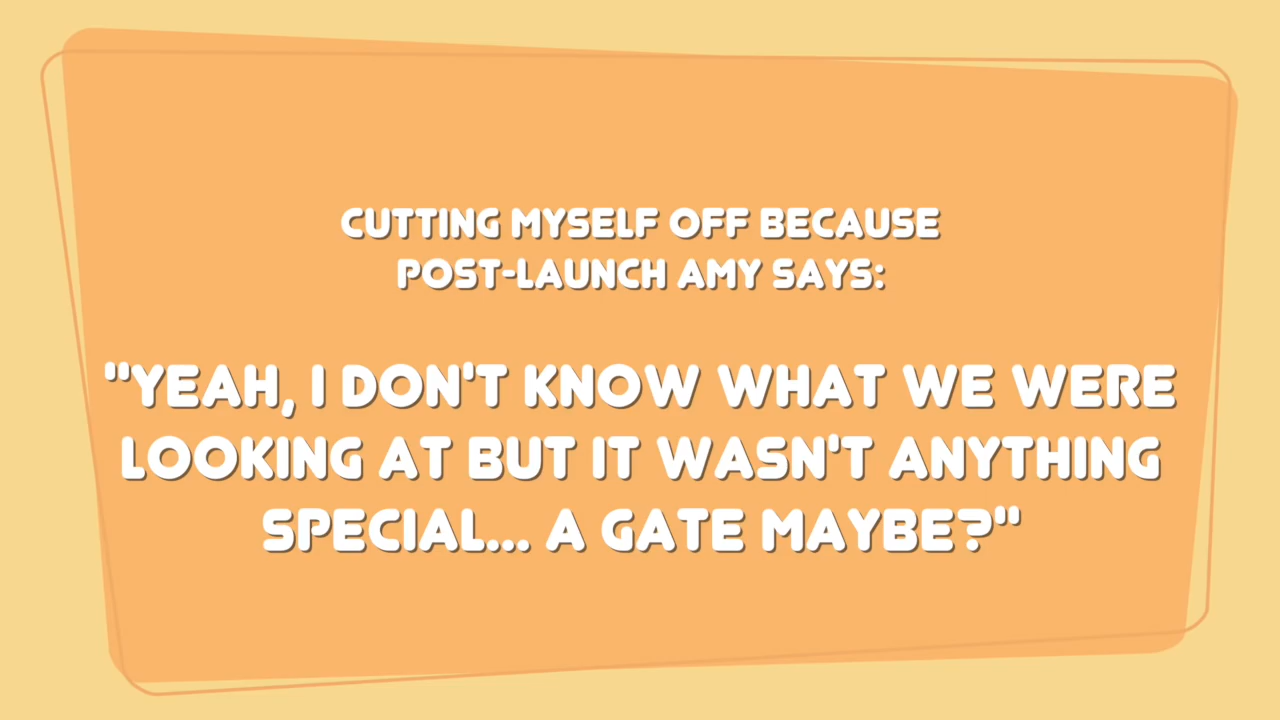 CUTTING MYSELF OFF BECAUSE
POST-LAUNCH AMY SAYS:
"YEAH, I DON'T KNOW WHAT WE WERE
LOOKING AT BUT IT WASN'T ANYTHING
SPECIAL... A GATE MAYBE?"